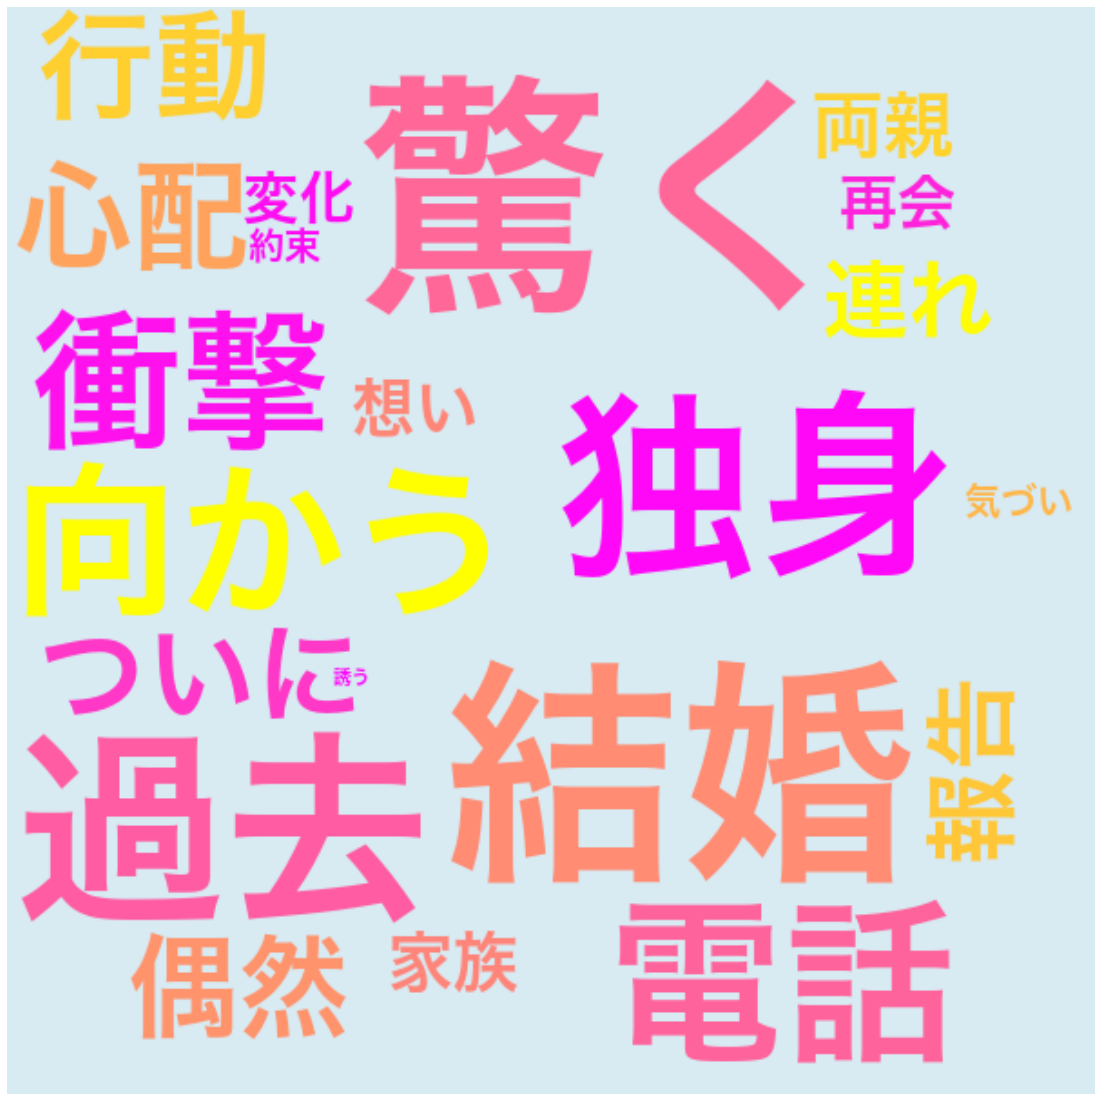 行動
驚く
両親
心配
変化
再会
約束
連れ
衝撃
想い
独身
向かう
気づい
ついに
誘う
結婚
報告
過去
電話
偶然
家族